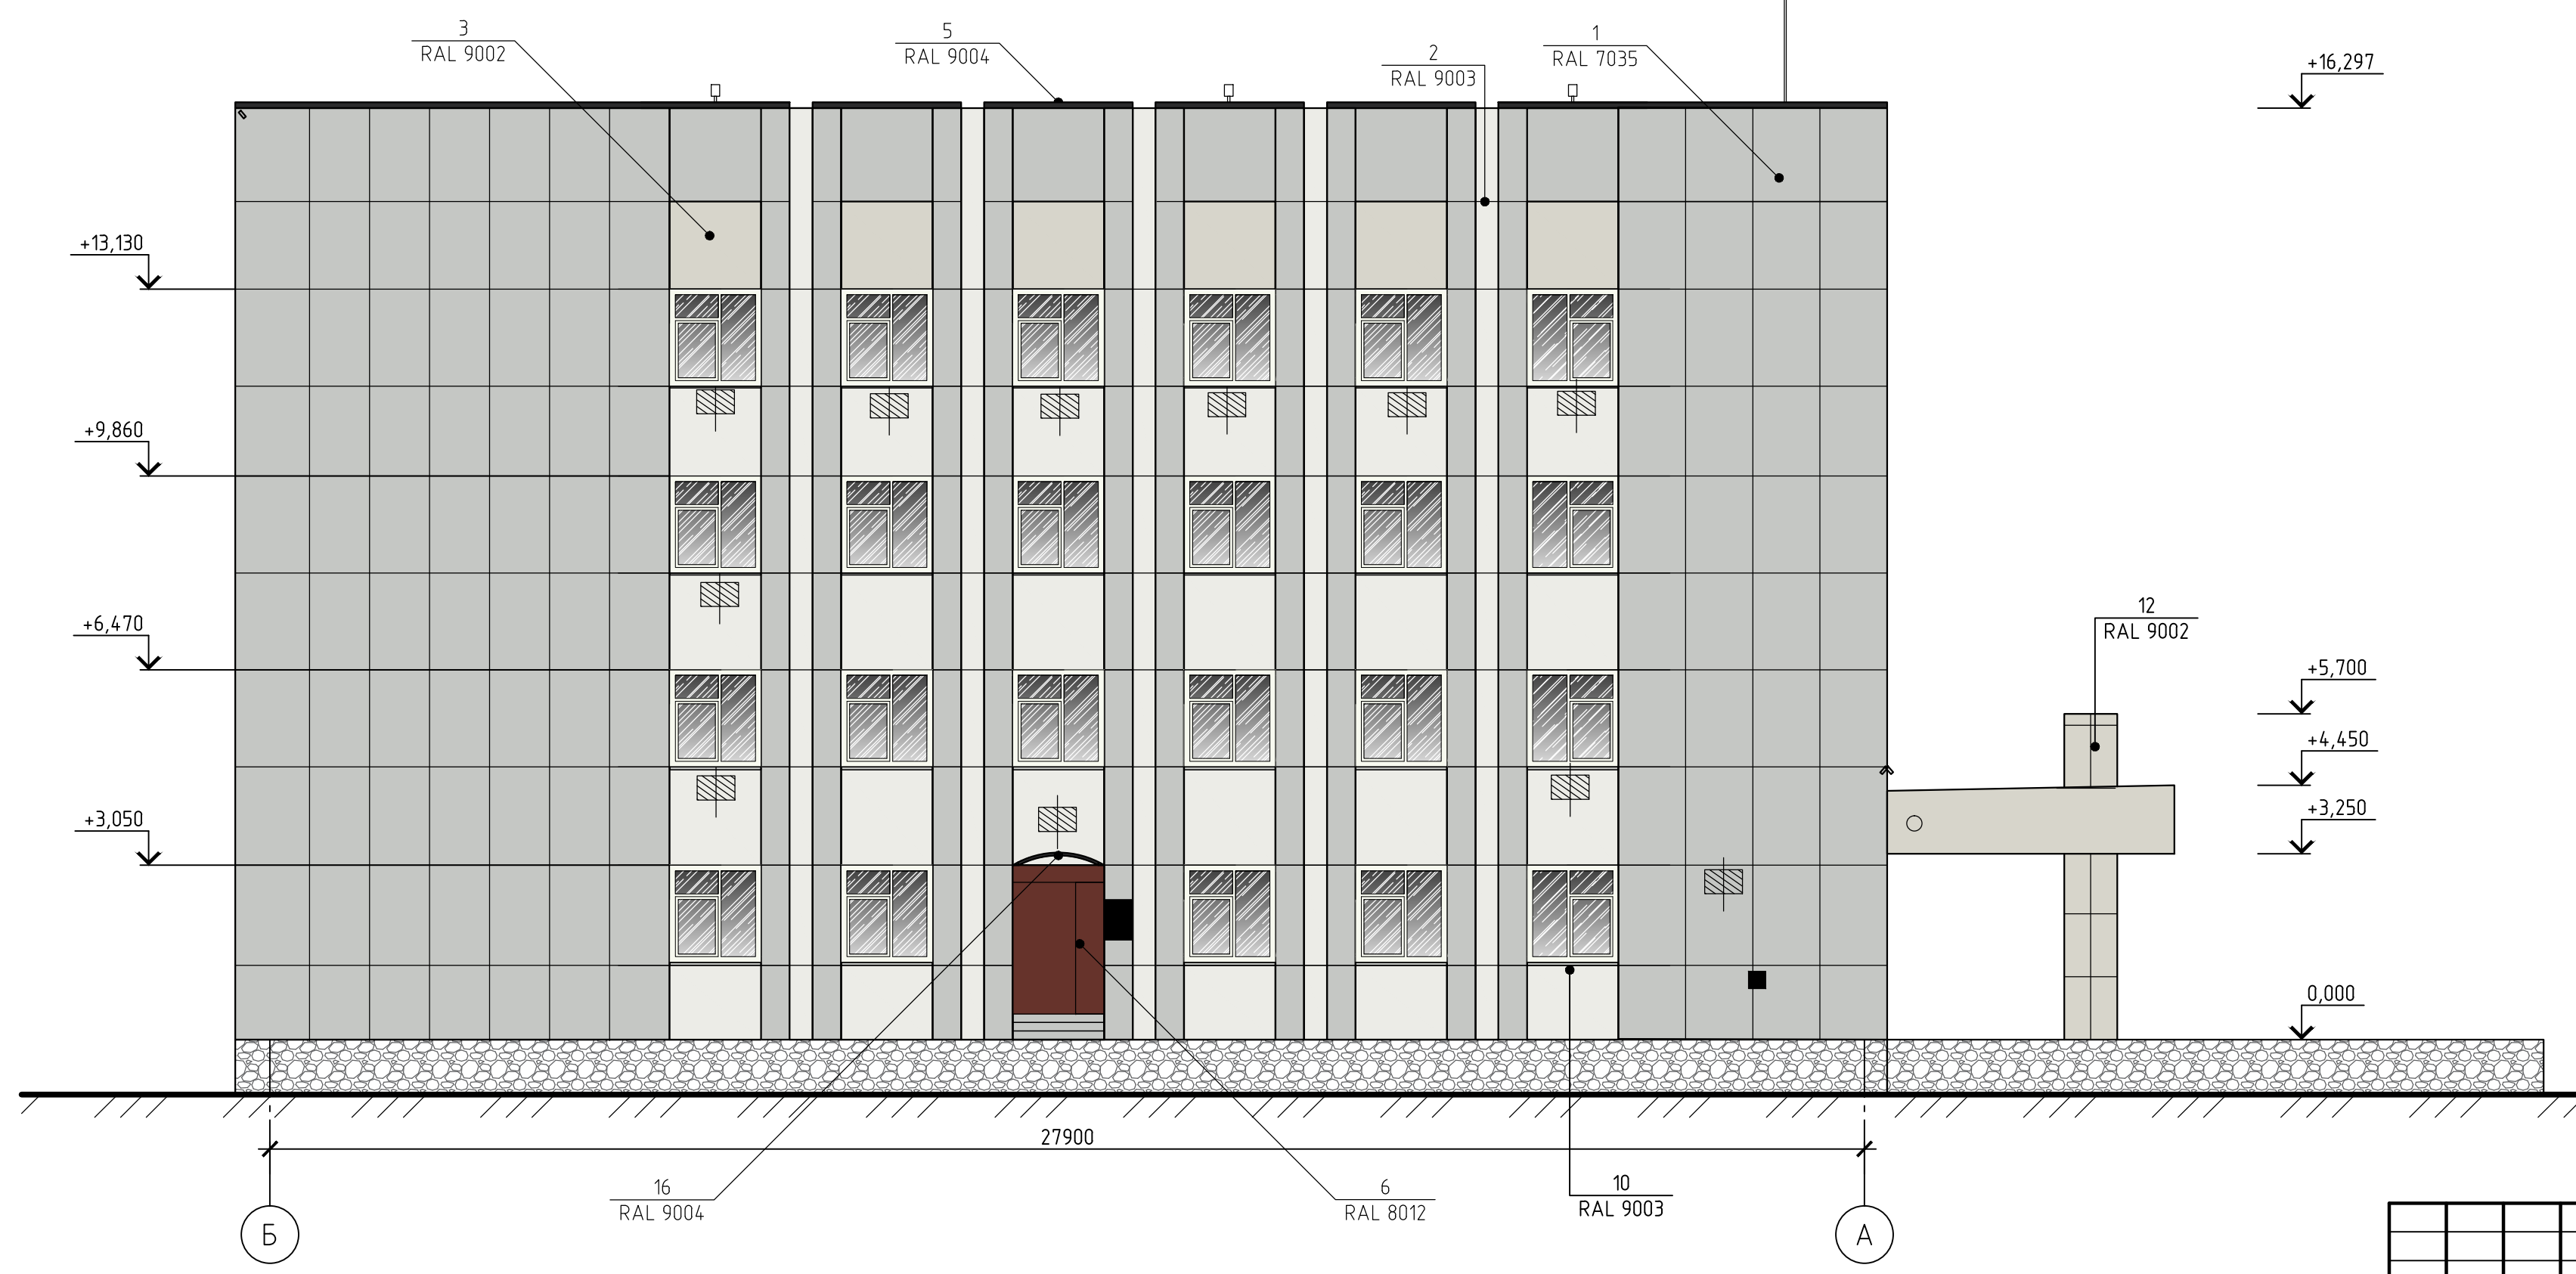 3
RAL 9002
5
RAL 9004
2
RAL 9003
1
RAL 7035
+16,297
+13,130
+9,860
+6,470
+3,050
12
RAL 9002
+5,700
+4,450
+3,250
0,000
27900
16
RAL 9004
6
RAL 8012
10
RAL 9003
Б
А